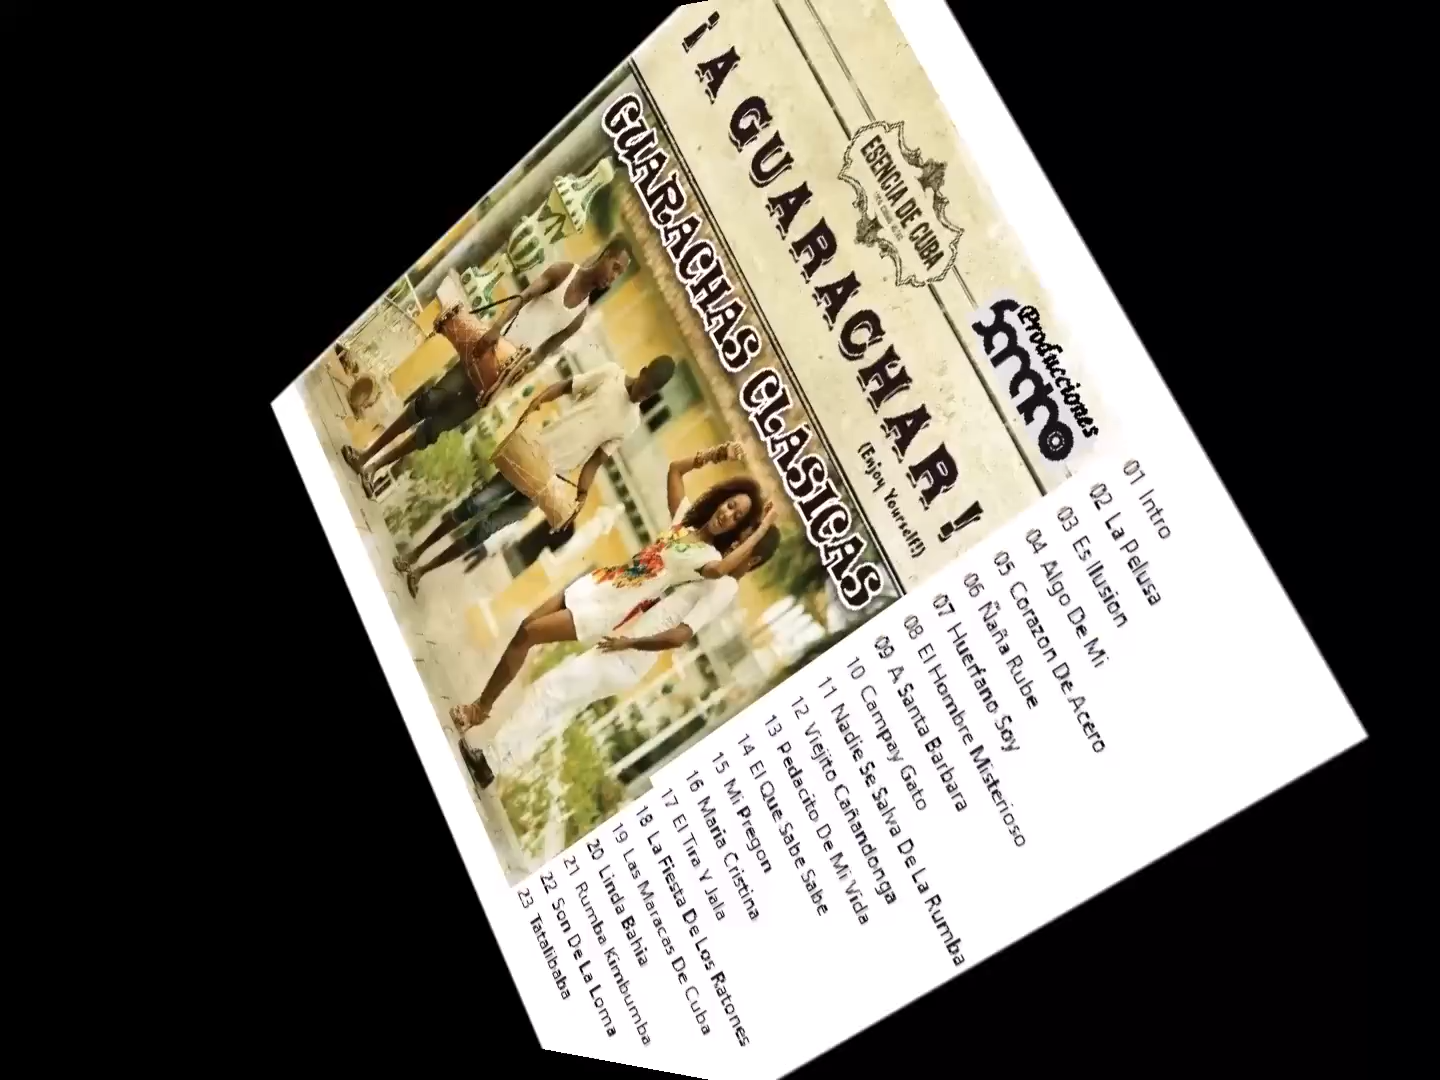 ¡A GUARACHAR!
(Enjoy Yourself!)
ESENCIA DE CUBA
Producciones
Sonero
GUARACHAS CLASICAS
01 Intro
02 La Pelusa
03 Es Ilusion
04 Algo De Mi
05 Corazon De Acero
06 Ñaña Rube
07 Huerfano Soy
08 El Hombre Misterioso
09 A Santa Barbara
10 Campay Gato
11 Nadie Se Salva De La Rumba
12 Viejito Cañandonga
13 Pedacito De Mi Vida
14 El Que Sabe Sabe
15 Mi Pregon
16 Maria Cristina
17 El Tira Y Jala
18 La Fiesta De Los Ratones
19 Las Maracas De Cuba
20 Linda Bahia
21 Rumba Kimbumba
22 Son De La Loma
23 Tatalibaba